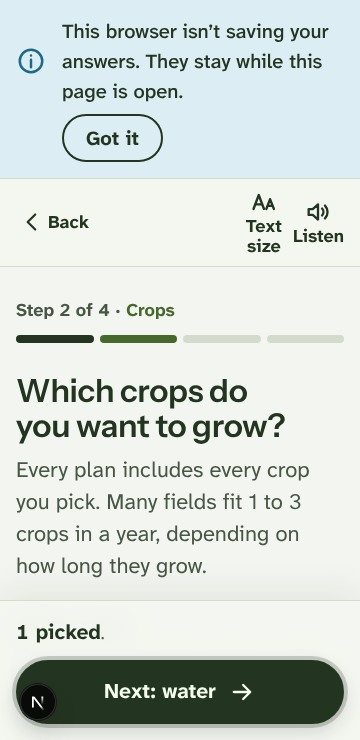 This browser isn’t saving your
answers. They stay while this
page is open.
Got it
Back
AA
Text
size
Listen
Step 2 of 4 · Crops
Which crops do
you want to grow?
Every plan includes every crop
you pick. Many fields fit 1 to 3
crops in a year, depending on
how long they grow.
1 picked.
Next: water
N